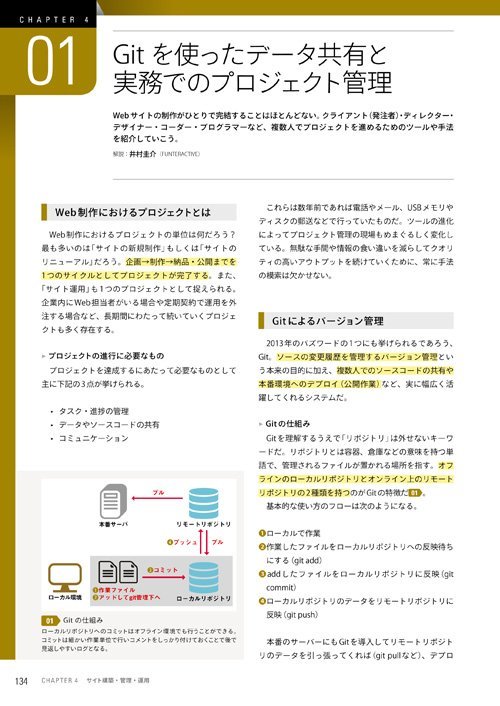 CHAPTER 4
01
Git を使ったデータ共有と
実務でのプロジェクト管理
Webサイトの制作がひとりで完結することはほとんどない。クライアント（発注者）・ディレクター・
デザイナー・コーダー・プログラマーなど、複数人でプロジェクトを進めるためのツールや手法
を紹介していこう。
解説：井村圭介（FUNTERACTIVE）
Web制作におけるプロジェクトとは
Web制作におけるプロジェクトの単位は何だろう？
最も多いのは「サイトの新規制作」もしくは「サイトの
リニューアル」だろう。企画→制作→納品・公開までを
1つのサイクルとしてプロジェクトが完了する。また、
「サイト運用」も1つのプロジェクトとして捉えられる。
企業内にWeb担当者がいる場合や定期契約で運用を外
注する場合など、長期間にわたって続いていくプロジェ
クトも多く存在する。
▹ プロジェクトの進行に必要なもの
プロジェクトを達成するにあたって必要なものとして
主に下記の3点が挙げられる。
・ タスク・進捗の管理
・ データやソースコードの共有
・ コミュニケーション
プル
本番サーバ
リモートリポジトリ
❹プッシュ
プル
❸コミット
❶作業ファイル
❷アッドしてgit管理下へ
ローカル環境
ローカルリポジトリ
01 Git の仕組み
ローカルリポジトリへのコミットはオフライン環境でも行うことができる。
コミットは細かい作業単位で行いコメントをしっかり付けておくことで後で
見返しやすいログとなる。
これらは数年前であれば電話やメール、USBメモリや
ディスクの郵送などで行っていたものだ。ツールの進化
によってプロジェクト管理の現場もめまぐるしく変化し
ている。無駄な手間や情報の食い違いを減らしてクオリ
ティの高いアウトプットを続けていくために、常に手法
の模索は欠かせない。
Gitによるバージョン管理
2013年のバズワードの1つにも挙げられるであろう、
Git。ソースの変更履歴を管理するバージョン管理とい
う本来の目的に加え、複数人でのソースコードの共有や
本番環境へのデプロイ（公開作業）など、実に幅広く活
躍してくれるシステムだ。
▹ Gitの仕組み
Gitを理解するうえで「リポジトリ」は外せないキーワ
ードだ。リポジトリとは容器、倉庫などの意味を持つ単
語で、管理されるファイルが置かれる場所を指す。オフ
ラインのローカルリポジトリとオンライン上のリモート
リポジトリの2種類を持つのがGitの特徴だ01。
基本的な使い方のフローは次のようになる。
❶ローカルで作業
❷作業したファイルをローカルリポジトリへの反映待ち
にする（git add）
❸addしたファイルをローカルリポジトリに反映（git
commit）
❹ローカルリポジトリのデータをリモートリポジトリに
反映（git push）
本番のサーバーにもGitを導入してリモートリポジト
リのデータを引っ張ってくれば（git pullなど）、デプロ
134 CHAPTER 4 サイト構築・管理・運用